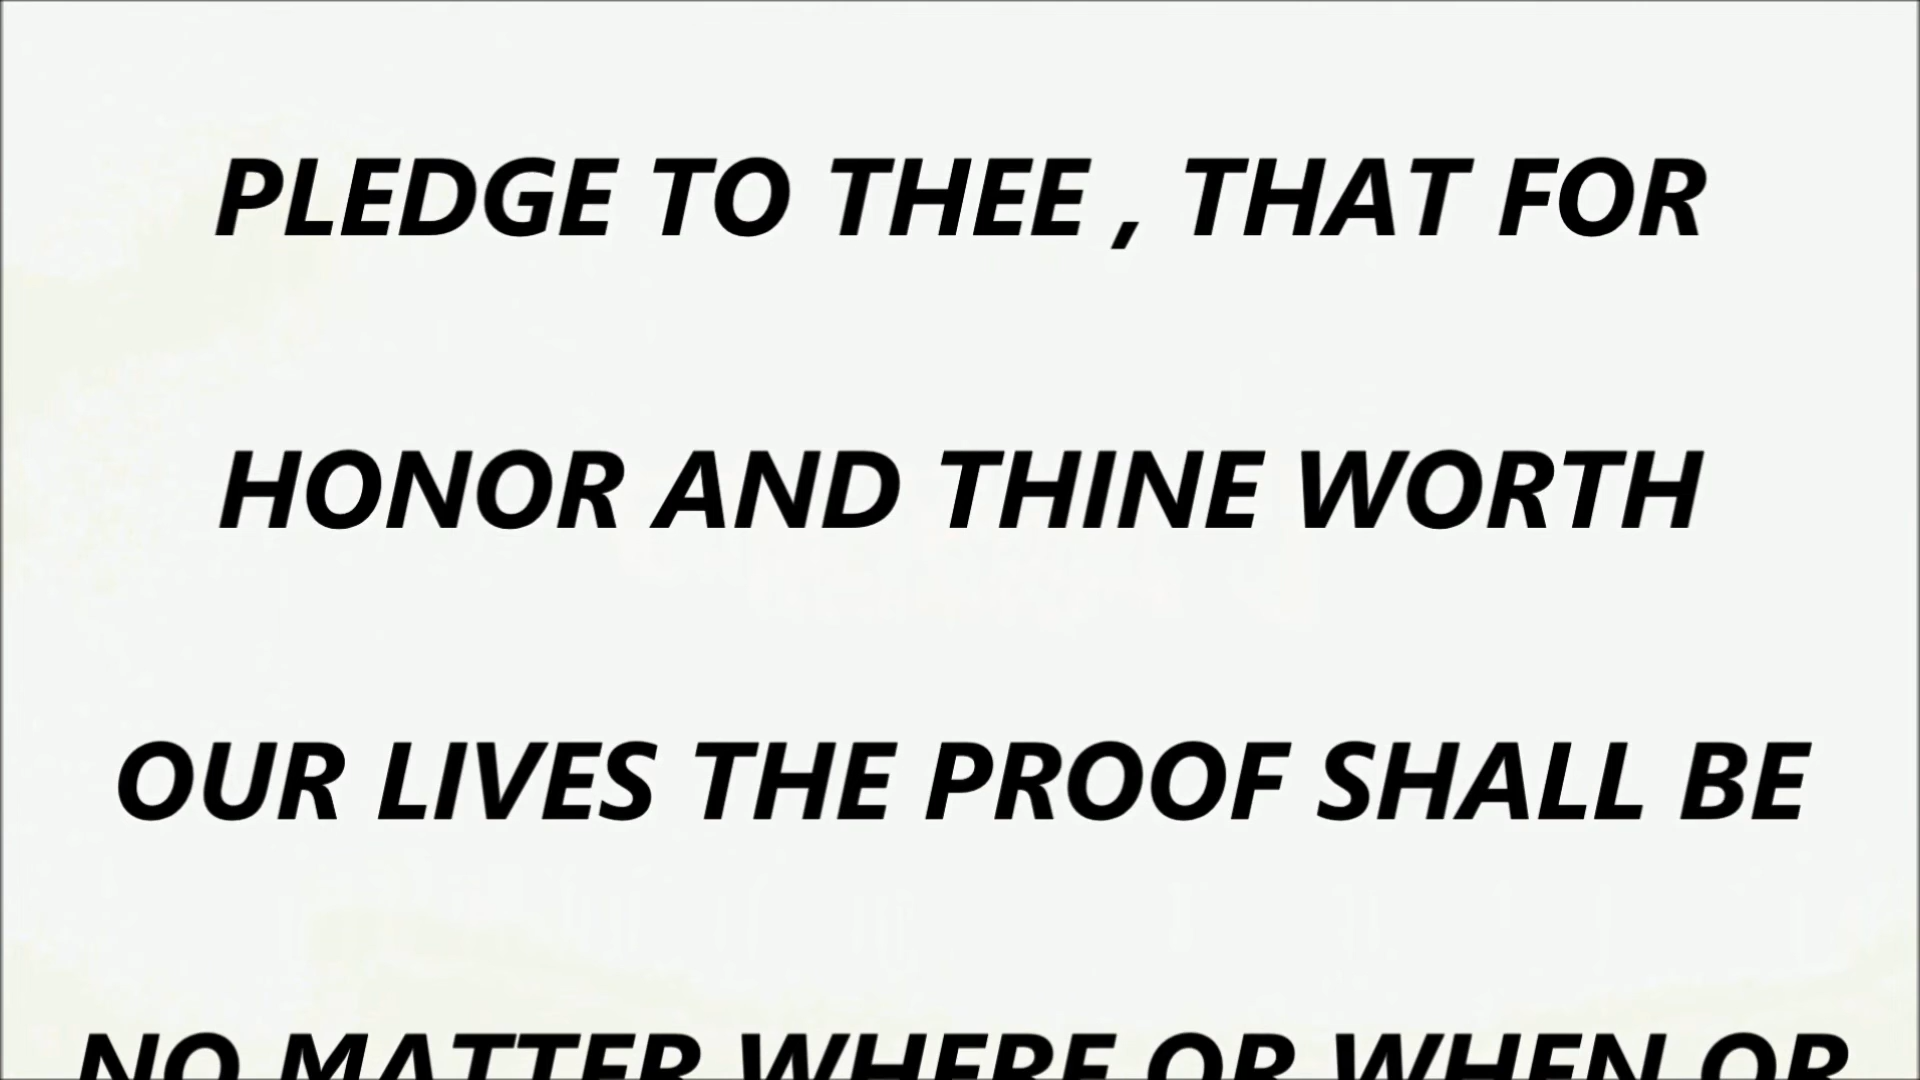 PLEDGE TO THEE , THAT FOR
HONOR AND THINE WORTH
OUR LIVES THE PROOF SHALL BE
NO MATTER WHERE OR WHEN OR